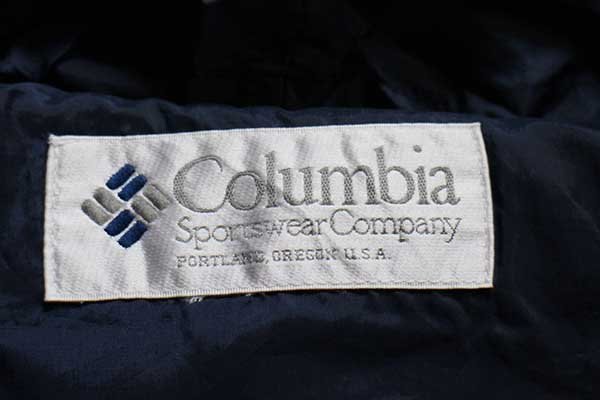 Columbia
Sportswear Company
PORTLAND, OREGON U.S.A.